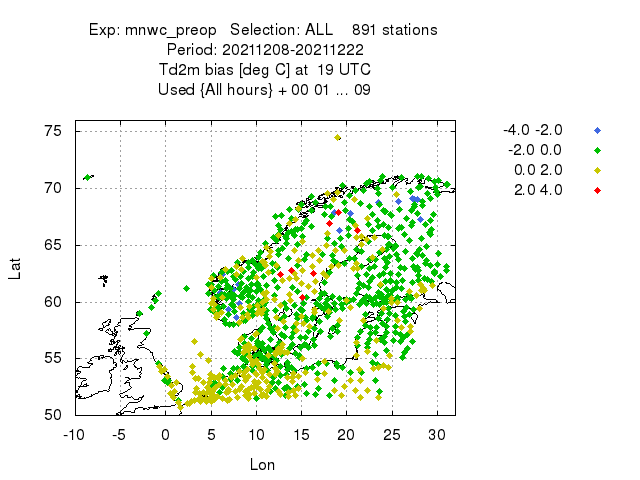 Exp: mnwc_preop   Selection: ALL    891 stations
Period: 20211208-20211222
Td2m bias [deg C] at  19 UTC
Used {All hours} + 00 01 ... 09
-4.0 -2.0
-2.0 0.0
0.0 2.0
2.0 4.0
75
70
65
60
55
50
Lat
-10 -5 0 5 10 15 20 25 30
Lon